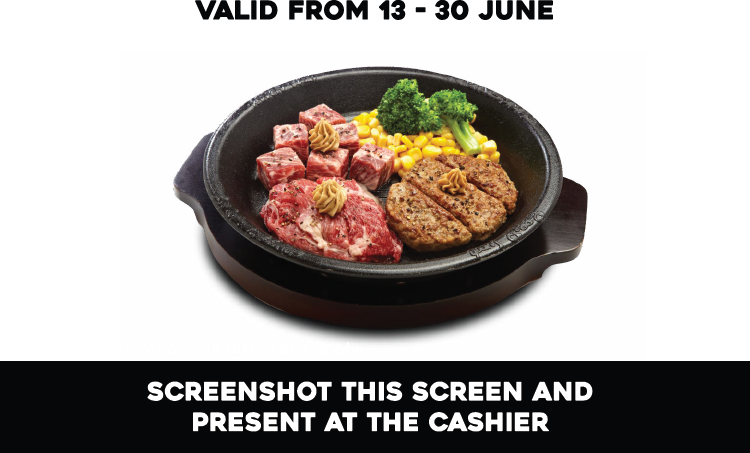 VALID FROM 13 - 30 JUNE
SCREENSHOT THIS SCREEN AND
PRESENT AT THE CASHIER